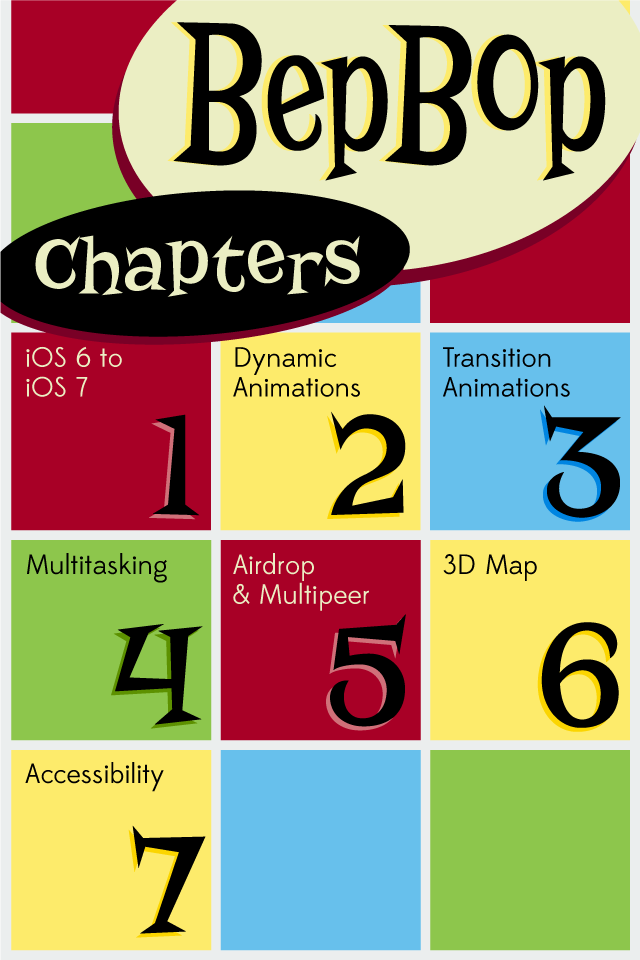 BepBop
Chapters
iOS 6 to
iOS 7
1
Dynamic
Animations
2
Transition
Animations
3
Multitasking
4
Airdrop
& Multipeer
5
3D Map
6
Accessibility
7